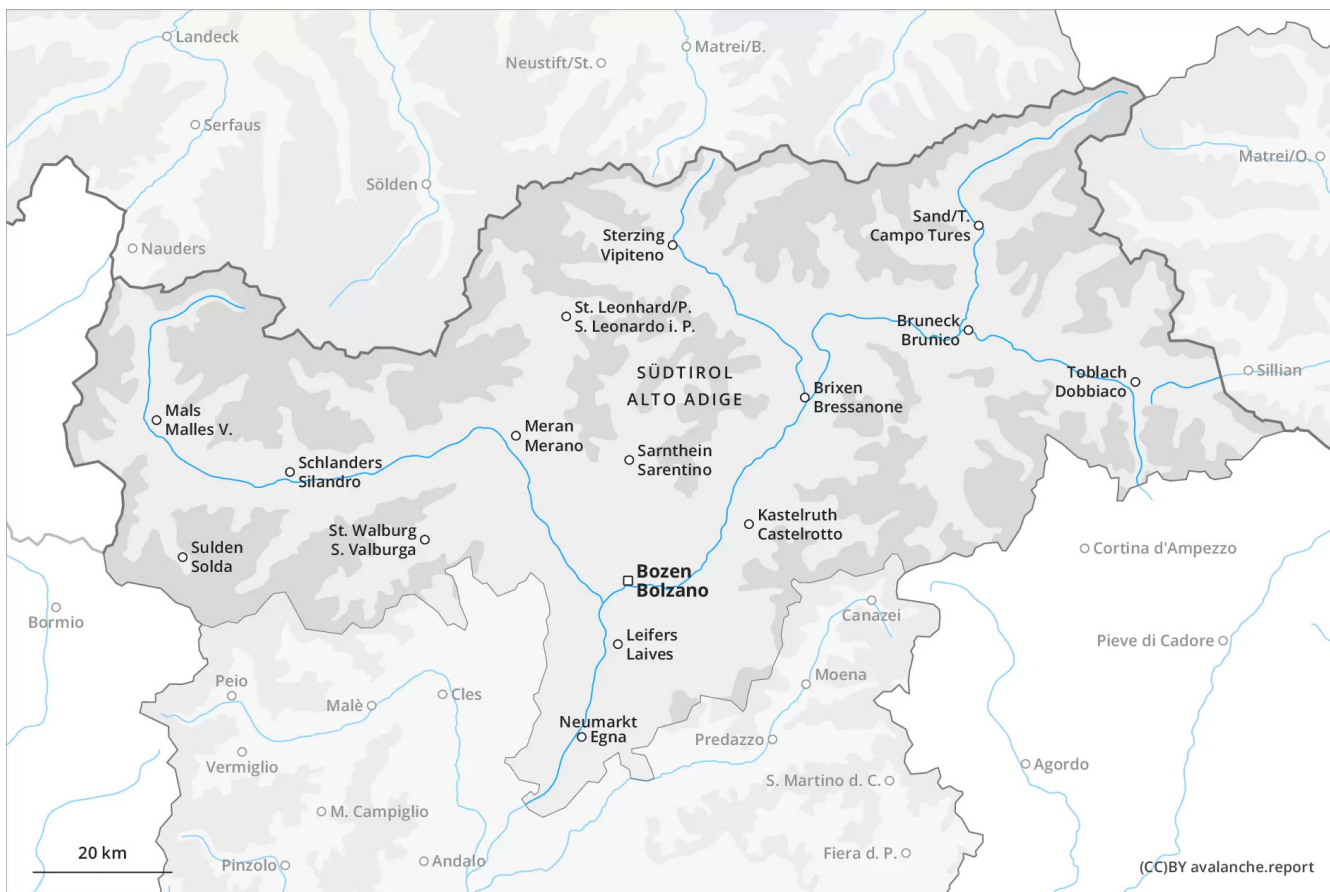 Landeck
Matrei/B.
Neustift/St.
Serfaus
Matrei/O.
Sölden
Sand/T.
Campo Tures
Sterzing
Vipiteno
Nauders
St. Leonhard/P.
S. Leonardo i. P.
Bruneck
Brunico
SÜDTIROL
ALTO ADIGE
Toblach
Dobbiaco
Sillian
Brixen
Bressanone
Mals
Malles V.
Meran
Merano
Sarnthein
Sarentino
Schlanders
Silandro
Kastelruth
Castelrotto
St. Walburg
S. Valburga
Sulden
Solda
Cortina d'Ampezzo
Bozen
Bolzano
Bormio
Canazei
Leifers
Laives
Pieve di Cadore
Peio
Moena
Malè
Cles
Neumarkt
Egna
Predazzo
Vermiglio
Agordo
S. Martino d. C.
M. Campiglio
20 km
Pinzolo
Andalo
Fiera d. P.
(CC)BY avalanche.report